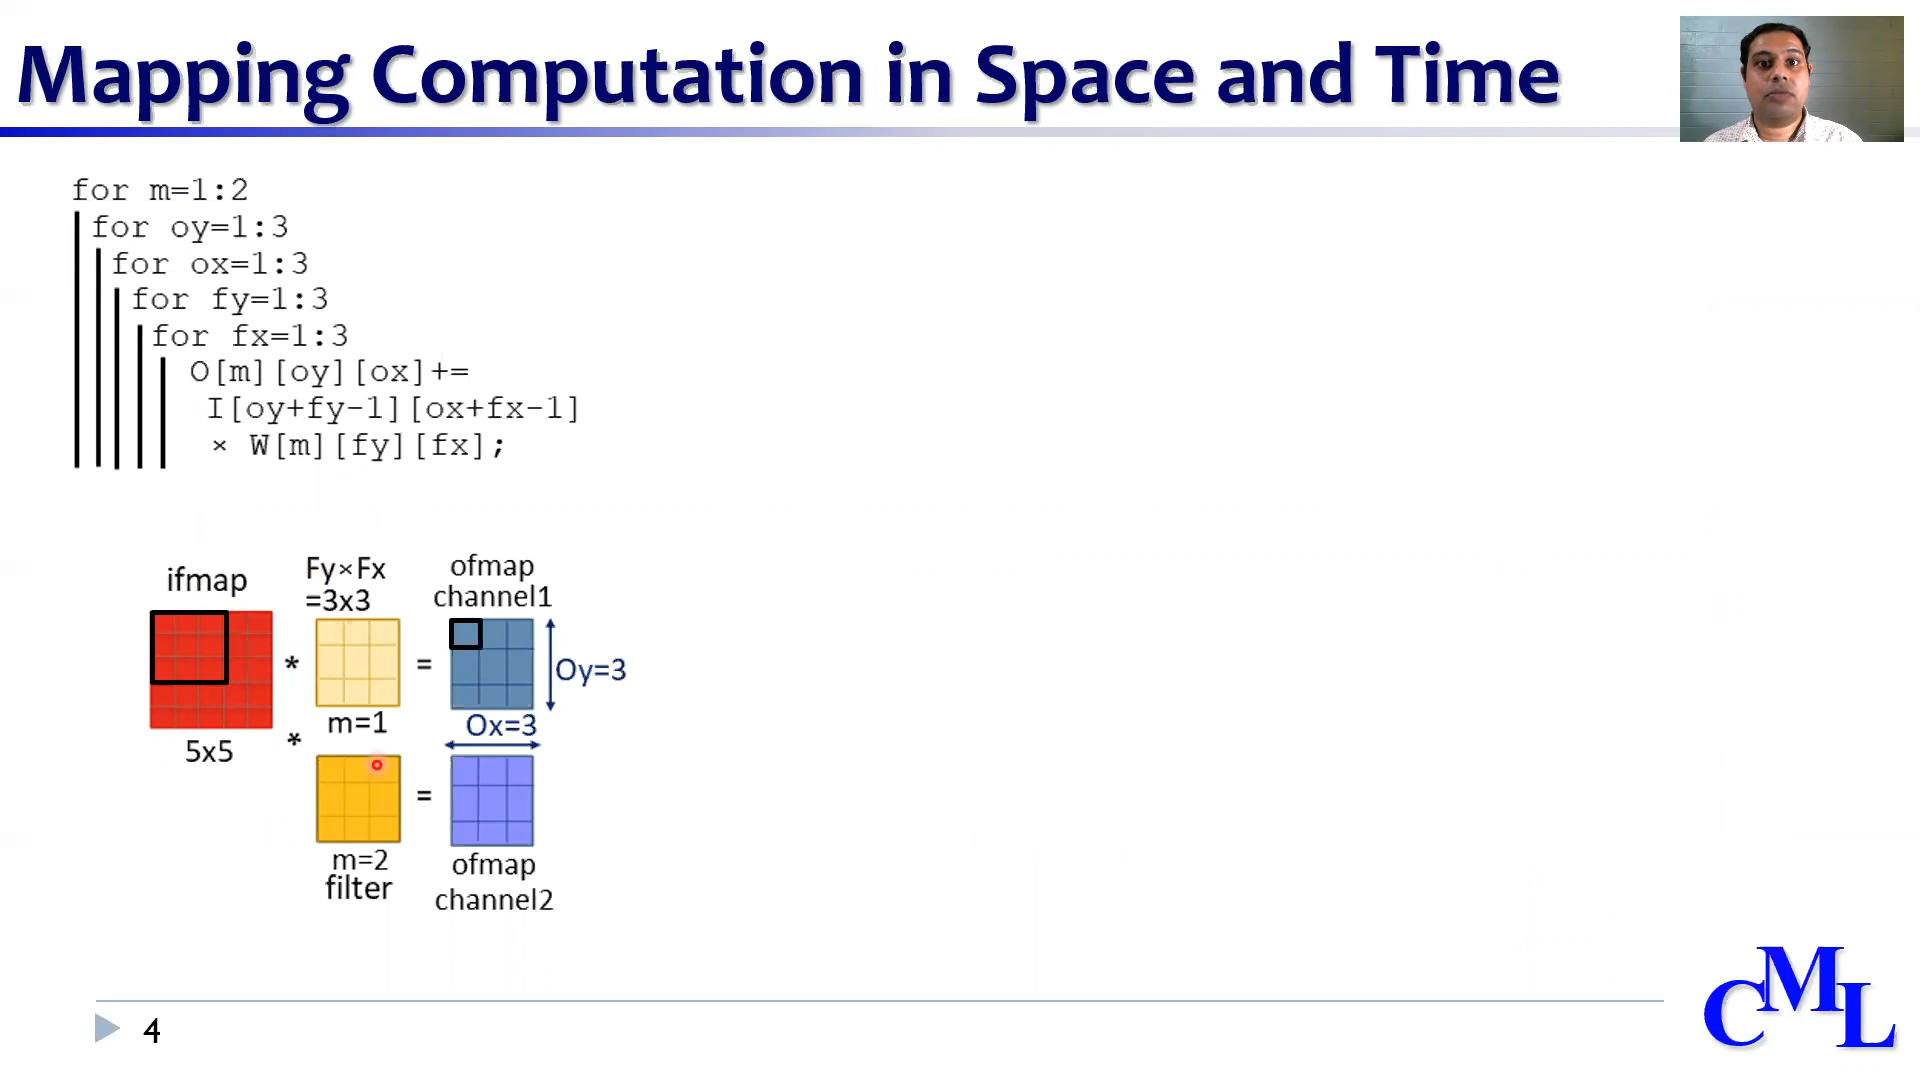 Mapping Computation in Space and Time
for m=1:2
for oy=1:3
for ox=1:3
for fy=1:3
for fx=1:3
O[m][oy][ox]+=
I[oy+fy-1][ox+fx-1]
× W[m][fy][fx];
ifmap
Fy×Fx
=3x3
ofmap
channel1
*
=
Oy=3
m=1
Ox=3
5x5
*
=
m=2
filter
ofmap
channel2
4
CML